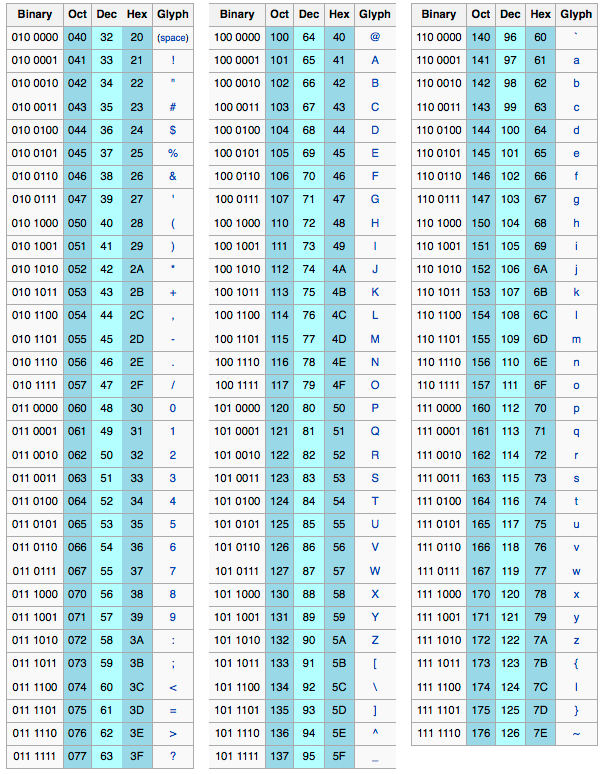 Binary Oct Dec Hex Glyph
010 0000 040 32 20 (space)
010 0001 041 33 21 !
010 0010 042 34 22 "
010 0011 043 35 23 #
010 0100 044 36 24 $
010 0101 045 37 25 %
010 0110 046 38 26 &
010 0111 047 39 27 '
010 1000 050 40 28 (
010 1001 051 41 29 )
010 1010 052 42 2A *
010 1011 053 43 2B +
010 1100 054 44 2C ,
010 1101 055 45 2D -
010 1110 056 46 2E .
010 1111 057 47 2F /
011 0000 060 48 30 0
011 0001 061 49 31 1
011 0010 062 50 32 2
011 0011 063 51 33 3
011 0100 064 52 34 4
011 0101 065 53 35 5
011 0110 066 54 36 6
011 0111 067 55 37 7
011 1000 070 56 38 8
011 1001 071 57 39 9
011 1010 072 58 3A :
011 1011 073 59 3B ;
011 1100 074 60 3C <
011 1101 075 61 3D =
011 1110 076 62 3E >
011 1111 077 63 3F ?
Binary Oct Dec Hex Glyph
100 0000 100 64 40 @
100 0001 101 65 41 A
100 0010 102 66 42 B
100 0011 103 67 43 C
100 0100 104 68 44 D
100 0101 105 69 45 E
100 0110 106 70 46 F
100 0111 107 71 47 G
100 1000 110 72 48 H
100 1001 111 73 49 I
100 1010 112 74 4A J
100 1011 113 75 4B K
100 1100 114 76 4C L
100 1101 115 77 4D M
100 1110 116 78 4E N
100 1111 117 79 4F O
101 0000 120 80 50 P
101 0001 121 81 51 Q
101 0010 122 82 52 R
101 0011 123 83 53 S
101 0100 124 84 54 T
101 0101 125 85 55 U
101 0110 126 86 56 V
101 0111 127 87 57 W
101 1000 130 88 58 X
101 1001 131 89 59 Y
101 1010 132 90 5A Z
101 1011 133 91 5B [
101 1100 134 92 5C \
101 1101 135 93 5D ]
101 1110 136 94 5E ^
101 1111 137 95 5F _
Binary Oct Dec Hex Glyph
110 0000 140 96 60 `
110 0001 141 97 61 a
110 0010 142 98 62 b
110 0011 143 99 63 c
110 0100 144 100 64 d
110 0101 145 101 65 e
110 0110 146 102 66 f
110 0111 147 103 67 g
110 1000 150 104 68 h
110 1001 151 105 69 i
110 1010 152 106 6A j
110 1011 153 107 6B k
110 1100 154 108 6C l
110 1101 155 109 6D m
110 1110 156 110 6E n
110 1111 157 111 6F o
111 0000 160 112 70 p
111 0001 161 113 71 q
111 0010 162 114 72 r
111 0011 163 115 73 s
111 0100 164 116 74 t
111 0101 165 117 75 u
111 0110 166 118 76 v
111 0111 167 119 77 w
111 1000 170 120 78 x
111 1001 171 121 79 y
111 1010 172 122 7A z
111 1011 173 123 7B {
111 1100 174 124 7C |
111 1101 175 125 7D }
111 1110 176 126 7E ~